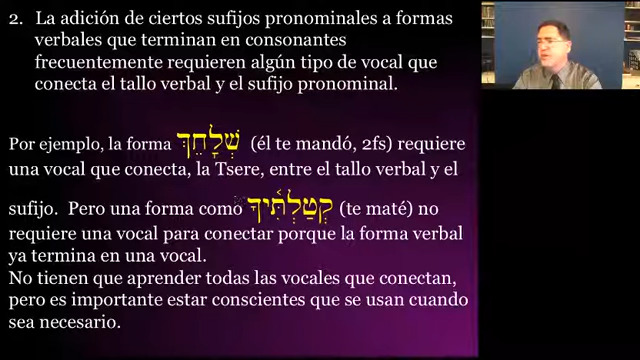 2. La adición de ciertos sufijos pronominales a formas
verbales que terminan en consonantes
frecuentemente requieren algún tipo de vocal que
conecta el tallo verbal y el sufijo pronominal.
Por ejemplo, la forma שְׁלָחֵךְ (él te mandó, 2fs) requiere
una vocal que conecta, la Tsere, entre el tallo verbal y el
sufijo. Pero una forma como קְטַלְתִּ֫יךָ (te maté) no
requiere una vocal para conectar porque la forma verbal
ya termina en una vocal.
No tienen que aprender todas las vocales que conectan,
pero es importante estar conscientes que se usan cuando
sea necesario.